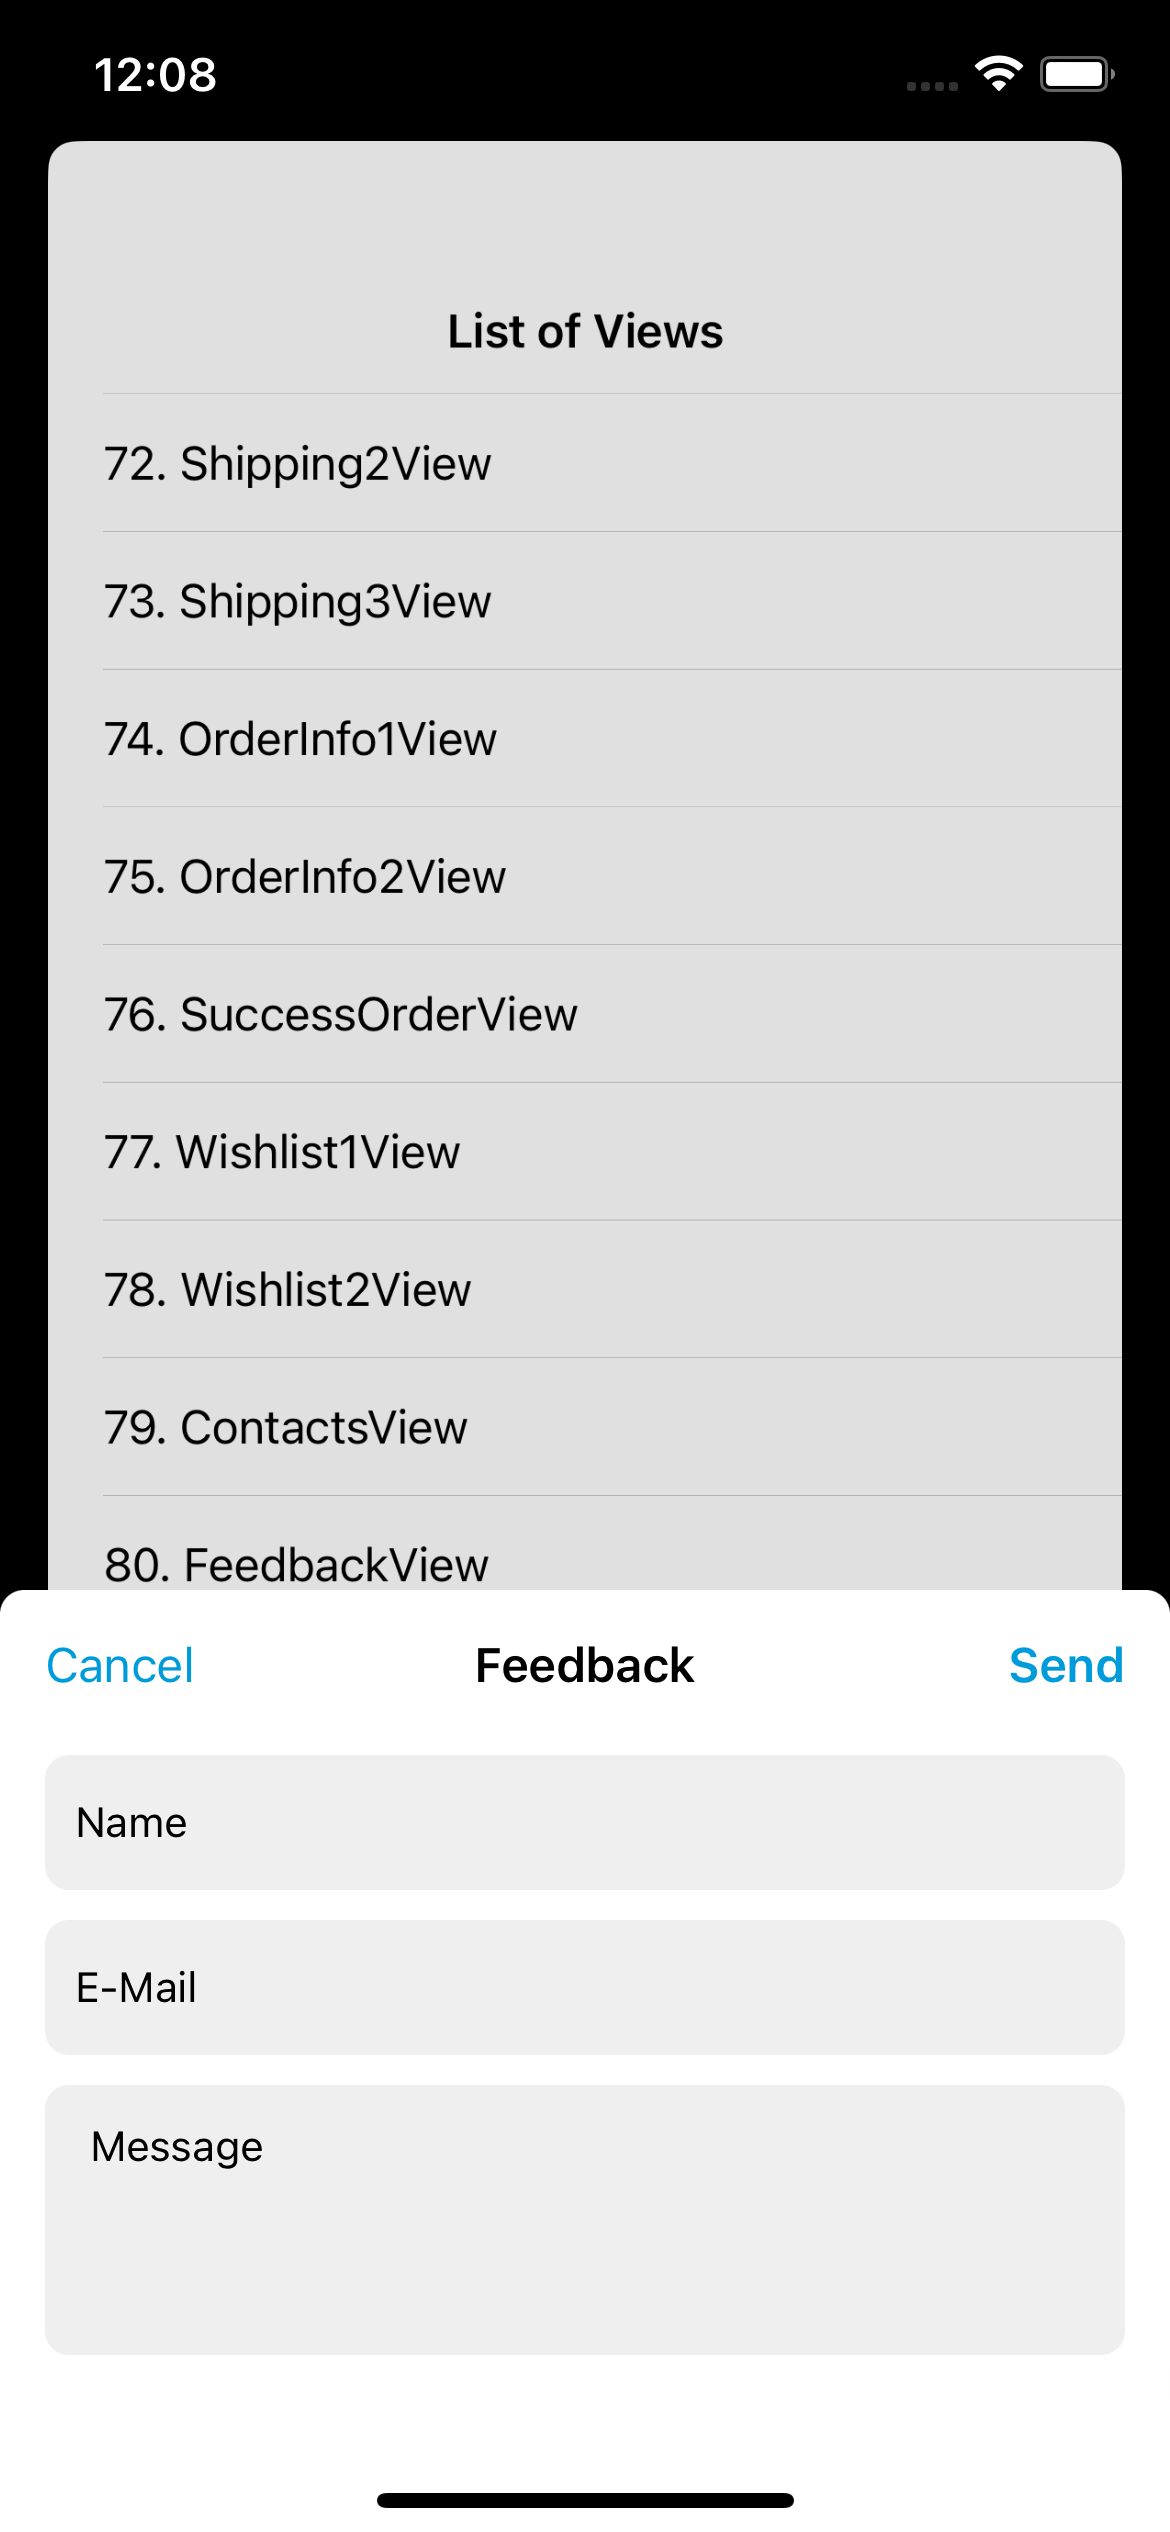 12:08
List of Views
72. Shipping2View
73. Shipping3View
74. OrderInfo1View
75. OrderInfo2View
76. SuccessOrderView
77. Wishlist1View
78. Wishlist2View
79. ContactsView
80. FeedbackView
Cancel Feedback Send
Name
E-Mail
Message